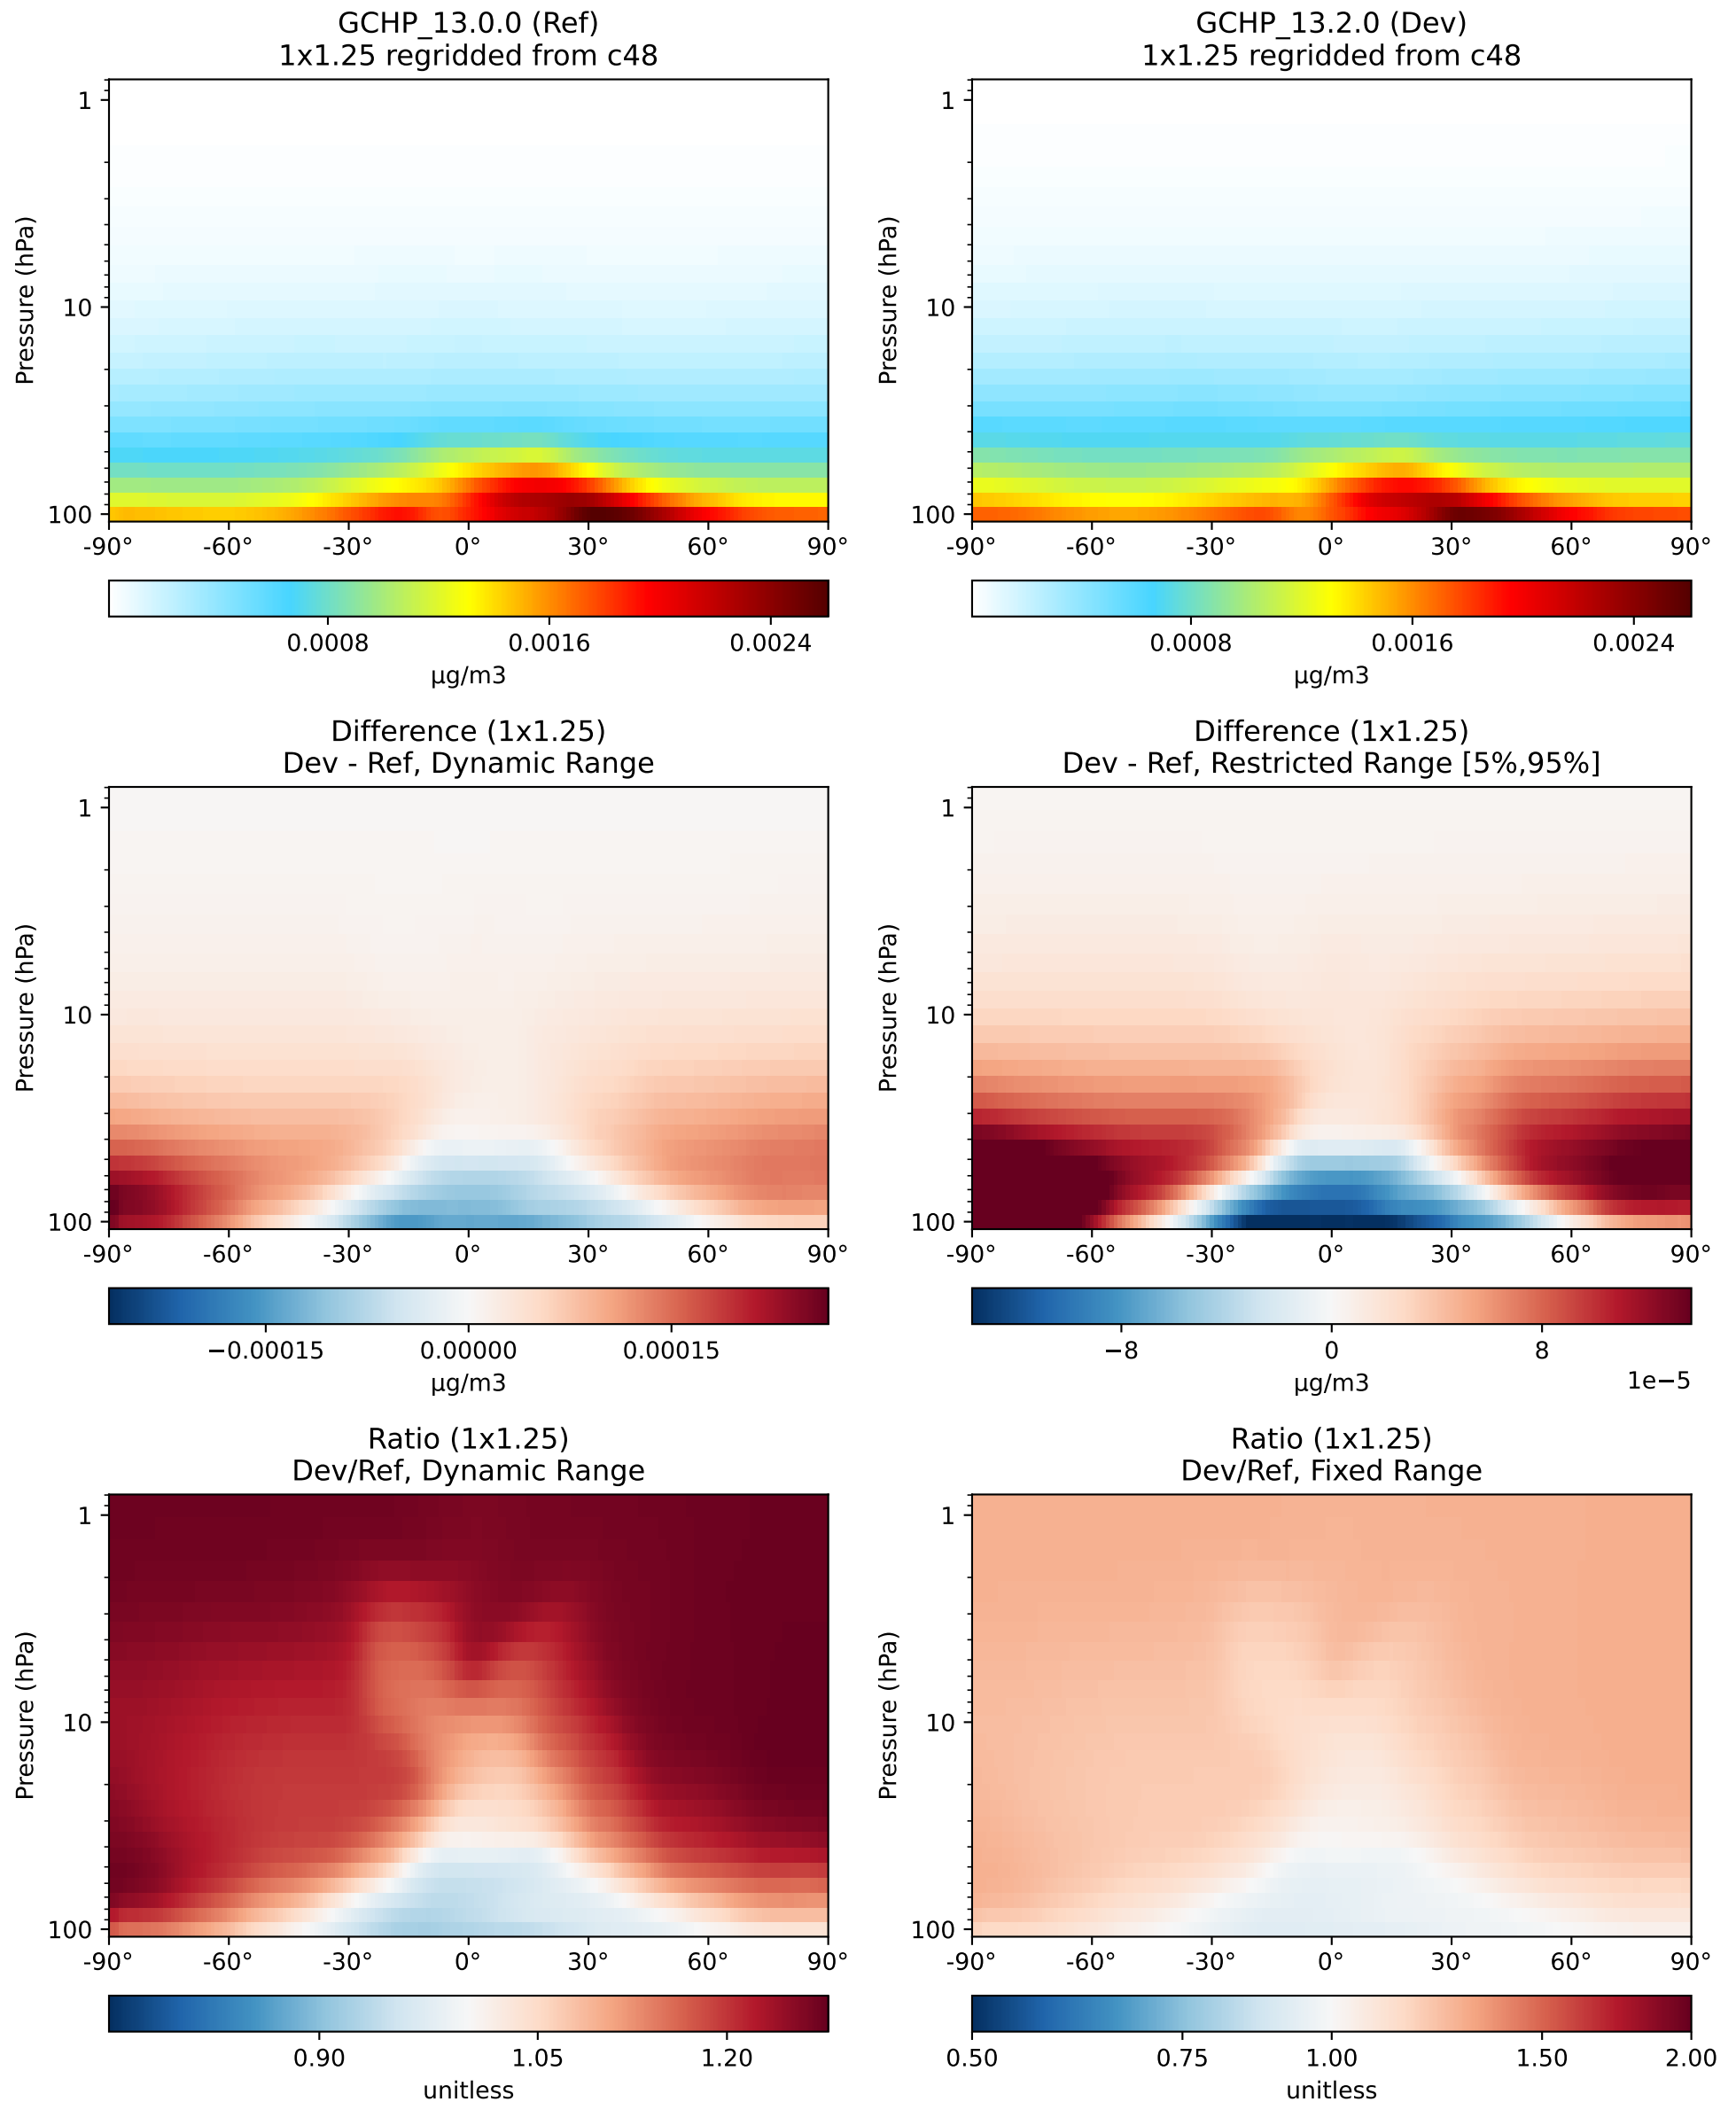 GCHP_13.0.0 (Ref)
1x1.25 regridded from c48
Pressure (hPa)
1
10
100
-90° -60° -30° 0° 30° 60° 90°
0.0008 0.0016 0.0024
µg/m3
GCHP_13.2.0 (Dev)
1x1.25 regridded from c48
Pressure (hPa)
1
10
100
-90° -60° -30° 0° 30° 60° 90°
0.0008 0.0016 0.0024
µg/m3
Difference (1x1.25)
Dev - Ref, Dynamic Range
Pressure (hPa)
1
10
100
-90° -60° -30° 0° 30° 60° 90°
−0.00015 0.00000 0.00015
µg/m3
Difference (1x1.25)
Dev - Ref, Restricted Range [5%,95%]
Pressure (hPa)
1
10
100
-90° -60° -30° 0° 30° 60° 90°
−8 0 8
µg/m3
1e−5
Ratio (1x1.25)
Dev/Ref, Dynamic Range
Pressure (hPa)
1
10
100
-90° -60° -30° 0° 30° 60° 90°
0.90 1.05 1.20
unitless
Ratio (1x1.25)
Dev/Ref, Fixed Range
Pressure (hPa)
1
10
100
-90° -60° -30° 0° 30° 60° 90°
0.50 0.75 1.00 1.50 2.00
unitless